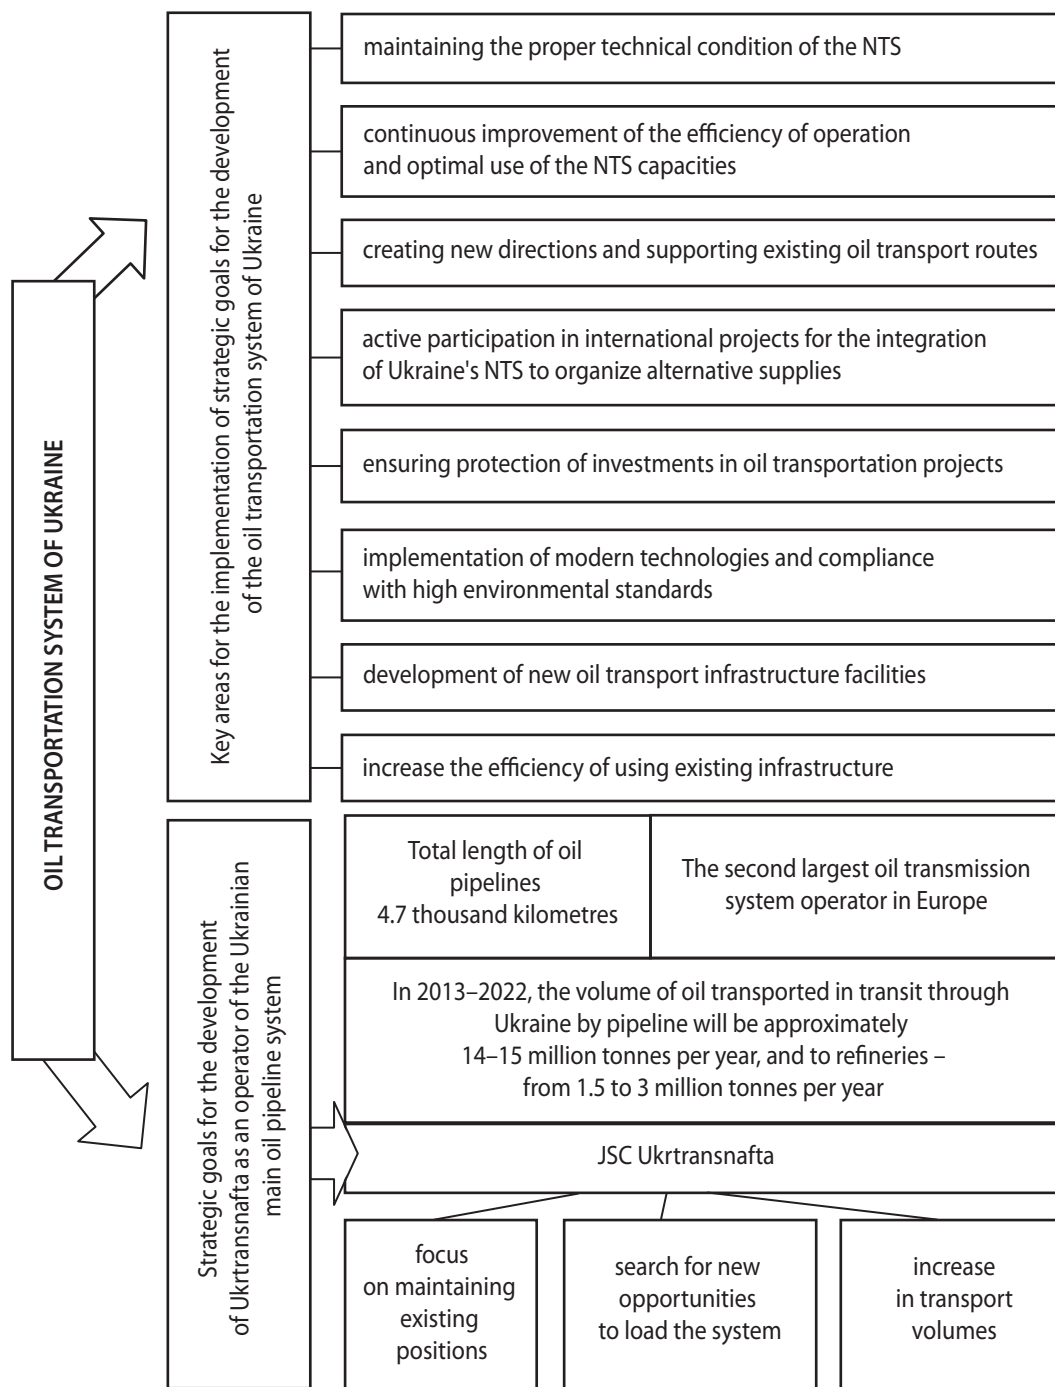 OIL TRANSPORTATION SYSTEM OF UKRAINE
Key areas for the implementation of strategic goals for the development
of the oil transportation system of Ukraine
maintaining the proper technical condition of the NTS
continuous improvement of the efficiency of operation
and optimal use of the NTS capacities
creating new directions and supporting existing oil transport routes
active participation in international projects for the integration
of Ukraine's NTS to organize alternative supplies
ensuring protection of investments in oil transportation projects
implementation of modern technologies and compliance
with high environmental standards
development of new oil transport infrastructure facilities
increase the efficiency of using existing infrastructure
Strategic goals for the development
of Ukrtransnafta as an operator of the Ukrainian
main oil pipeline system
Total length of oil
pipelines
4.7 thousand kilometres
The second largest oil transmission
system operator in Europe
In 2013–2022, the volume of oil transported in transit through
Ukraine by pipeline will be approximately
14–15 million tonnes per year, and to refineries –
from 1.5 to 3 million tonnes per year
JSC Ukrtransnafta
focus
on maintaining
existing
positions
search for new
opportunities
to load the system
increase
in transport
volumes